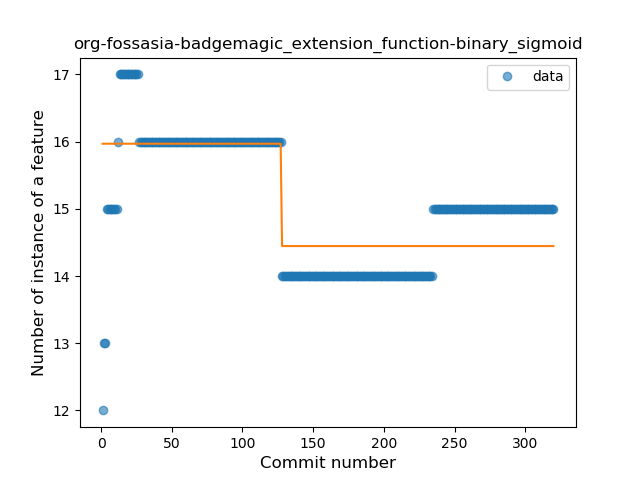 org-fossasia-badgemagic_extension_function-binary_sigmoid
data
Number of instance of a feature
17
16
15
14
13
12
0 50 100 150 200 250 300
Commit number